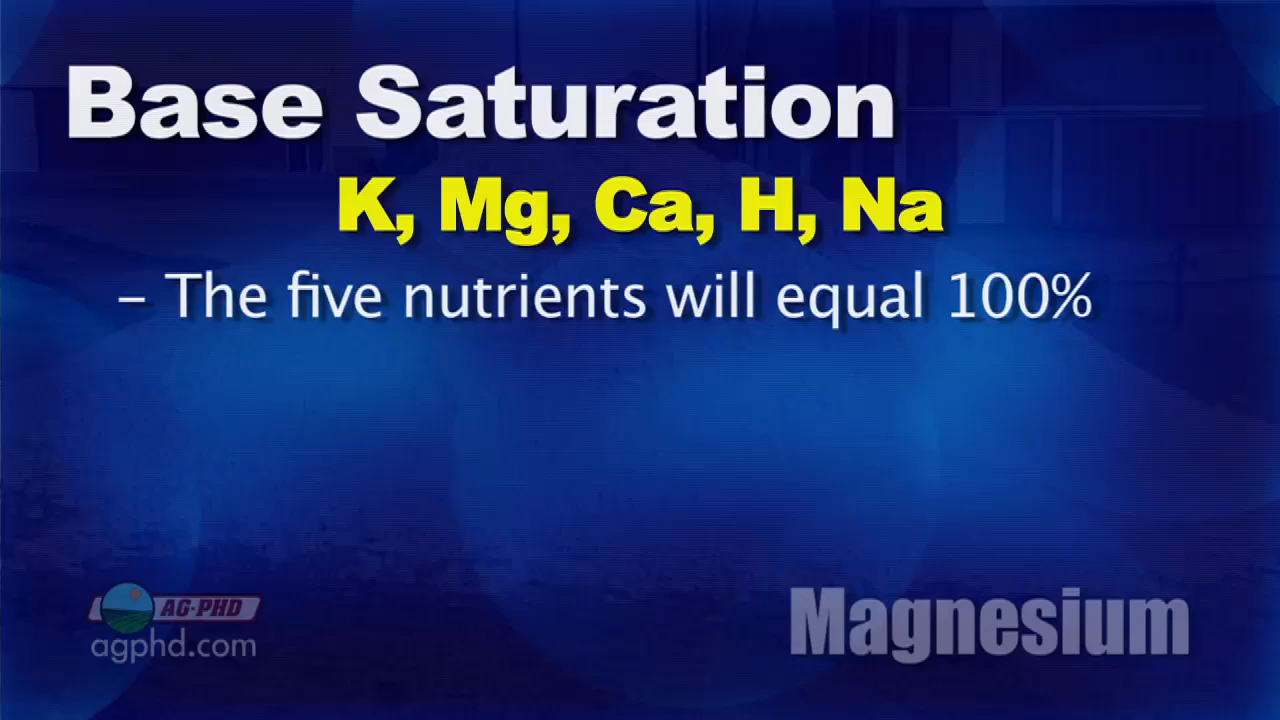 Base Saturation
K, Mg, Ca, H, Na
– The five nutrients will equal 100%
AG-PHD
agphd.com
Magnesium